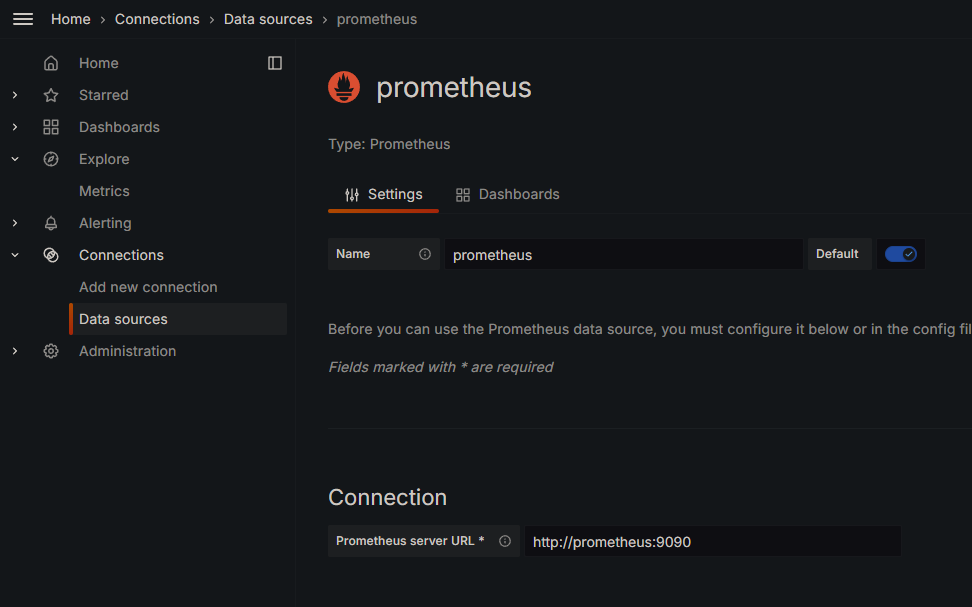 Home › Connections › Data sources › prometheus
Home
Starred
Dashboards
Explore
Metrics
Alerting
Connections
Add new connection
Data sources
Administration
prometheus
Type: Prometheus
Settings Dashboards
Name prometheus Default
Before you can use the Prometheus data source, you must configure it below or in the config
Fields marked with * are required
Connection
Prometheus server URL * http://prometheus:9090